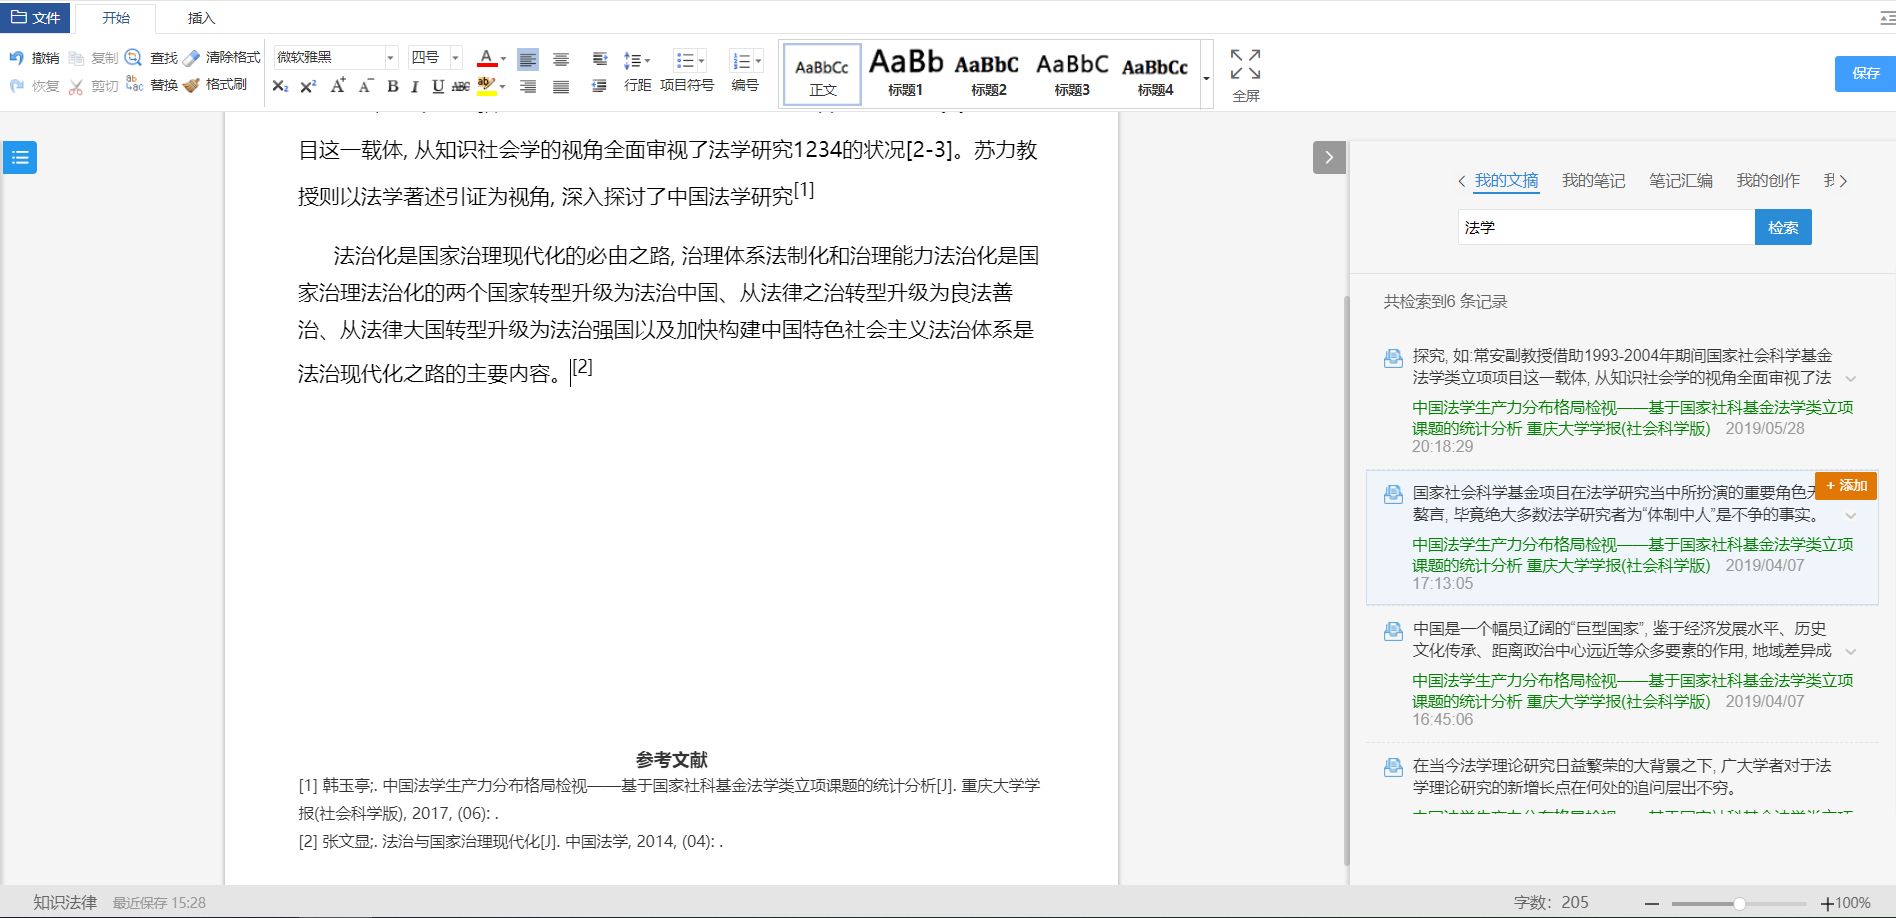 文件 开始 插入
撤销 复制 查找 清除格式 微软雅黑 四号
恢复 剪切 替换 格式刷 行距 项目符号 编号
AaBbCc 正文
AaBb 标题1
AaBbC 标题2
AaBbC 标题3
AaBbCc 标题4
全屏
保存
目这一载体, 从知识社会学的视角全面审视了法学研究1234的状况[2-3]。苏力教
授则以法学著述引证为视角, 深入探讨了中国法学研究[1]
法治化是国家治理现代化的必由之路, 治理体系法制化和治理能力法治化是国
家治理法治化的两个国家转型升级为法治中国、从法律之治转型升级为良法善
治、从法律大国转型升级为法治强国以及加快构建中国特色社会主义法治体系是
法治现代化之路的主要内容。[2]
参考文献
[1] 韩玉亭;. 中国法学生产力分布格局检视——基于国家社科基金法学类立项课题的统计分析[J]. 重庆大学学
报(社会科学版), 2017, (06): .
[2] 张文显;. 法治与国家治理现代化[J]. 中国法学, 2014, (04): .
我的文摘 我的笔记 笔记汇编 我的创作
法学 检索
共检索到6 条记录
探究, 如:常安副教授借助1993-2004年期间国家社会科学基金
法学类立项项目这一载体, 从知识社会学的视角全面审视了法
中国法学生产力分布格局检视——基于国家社科基金法学类立项
课题的统计分析 重庆大学学报(社会科学版) 2019/05/28
20:18:29
+ 添加
国家社会科学基金项目在法学研究当中所扮演的重要角色
螯言, 毕竟绝大多数法学研究者为“体制中人”是不争的事实。
中国法学生产力分布格局检视——基于国家社科基金法学类立项
课题的统计分析 重庆大学学报(社会科学版) 2019/04/07
17:13:05
中国是一个幅员辽阔的“巨型国家”, 鉴于经济发展水平、历史
文化传承、距离政治中心远近等众多要素的作用, 地域差异成
中国法学生产力分布格局检视——基于国家社科基金法学类立项
课题的统计分析 重庆大学学报(社会科学版) 2019/04/07
16:45:06
在当今法学理论研究日益繁荣的大背景之下, 广大学者对于法
学理论研究的新增长点在何处的追问层出不穷。
知识法律 最近保存 15:28
字数：205 100%